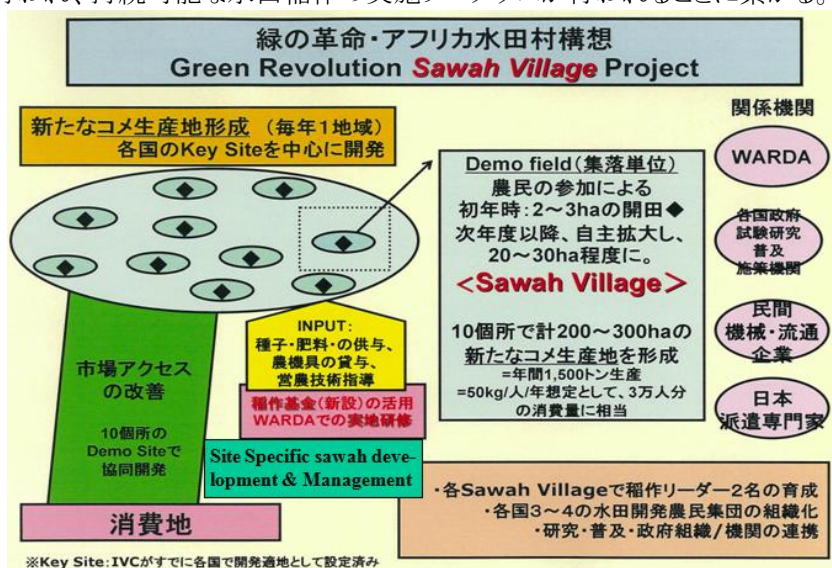 緑の革命・アフリカ水田村構想
Green Revolution Sawah Village Project
新たなコメ生産地形成 (毎年1地域)
各国のKey Siteを中心に開発
関係機関
WARDA
各国政府
試験研究
普及
施策機関
民間
機械・流通
企業
日本
派遣専門家
Demo field(集落単位)
農民の参加による
初年時:2~3haの開田◆
次年度以降、自主拡大し、
20~30ha程度に。
<Sawah Village>
10個所で計200~300haの
新たなコメ生産地を形成
=年間1,500トン生産
=50kg/人/年想定として、3万人分
の消費量に相当
INPUT:
種子・肥料・の供与、
農機具の貸与、
営農技術指導
稲作基金(新設)の活用
WARDAでの実地研修
市場アクセス
の改善
10個所の
Demo Siteで
協同開発
Site Specific sawah deve-
lopment & Management
消費地
・各Sawah Villageで稲作リーダー2名の育成
・各国3~4の水田開発農民集団の組織化
・研究・普及・政府組織/機関の連携
※Key Site:IVCがすでに各国で開発適地として設定済み